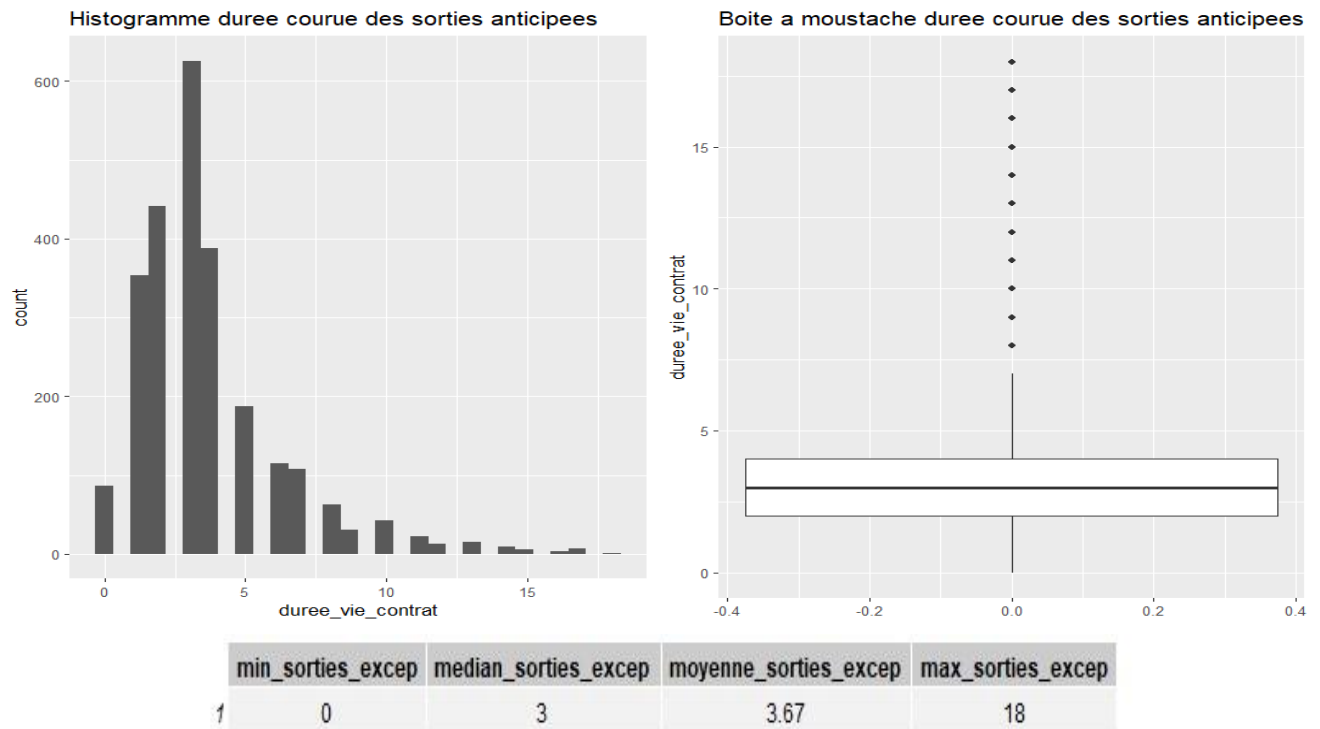 Histogramme duree courue des sorties anticipees
600
400
200
0
count
0 5 10 15
duree_vie_contrat
Boite a moustache duree courue des sorties anticipees
15
10
5
0
duree_vie_contrat
-0.4 -0.2 0.0 0.2 0.4
min_sorties_excep median_sorties_excep moyenne_sorties_excep max_sorties_excep
1 0 3 3.67 18